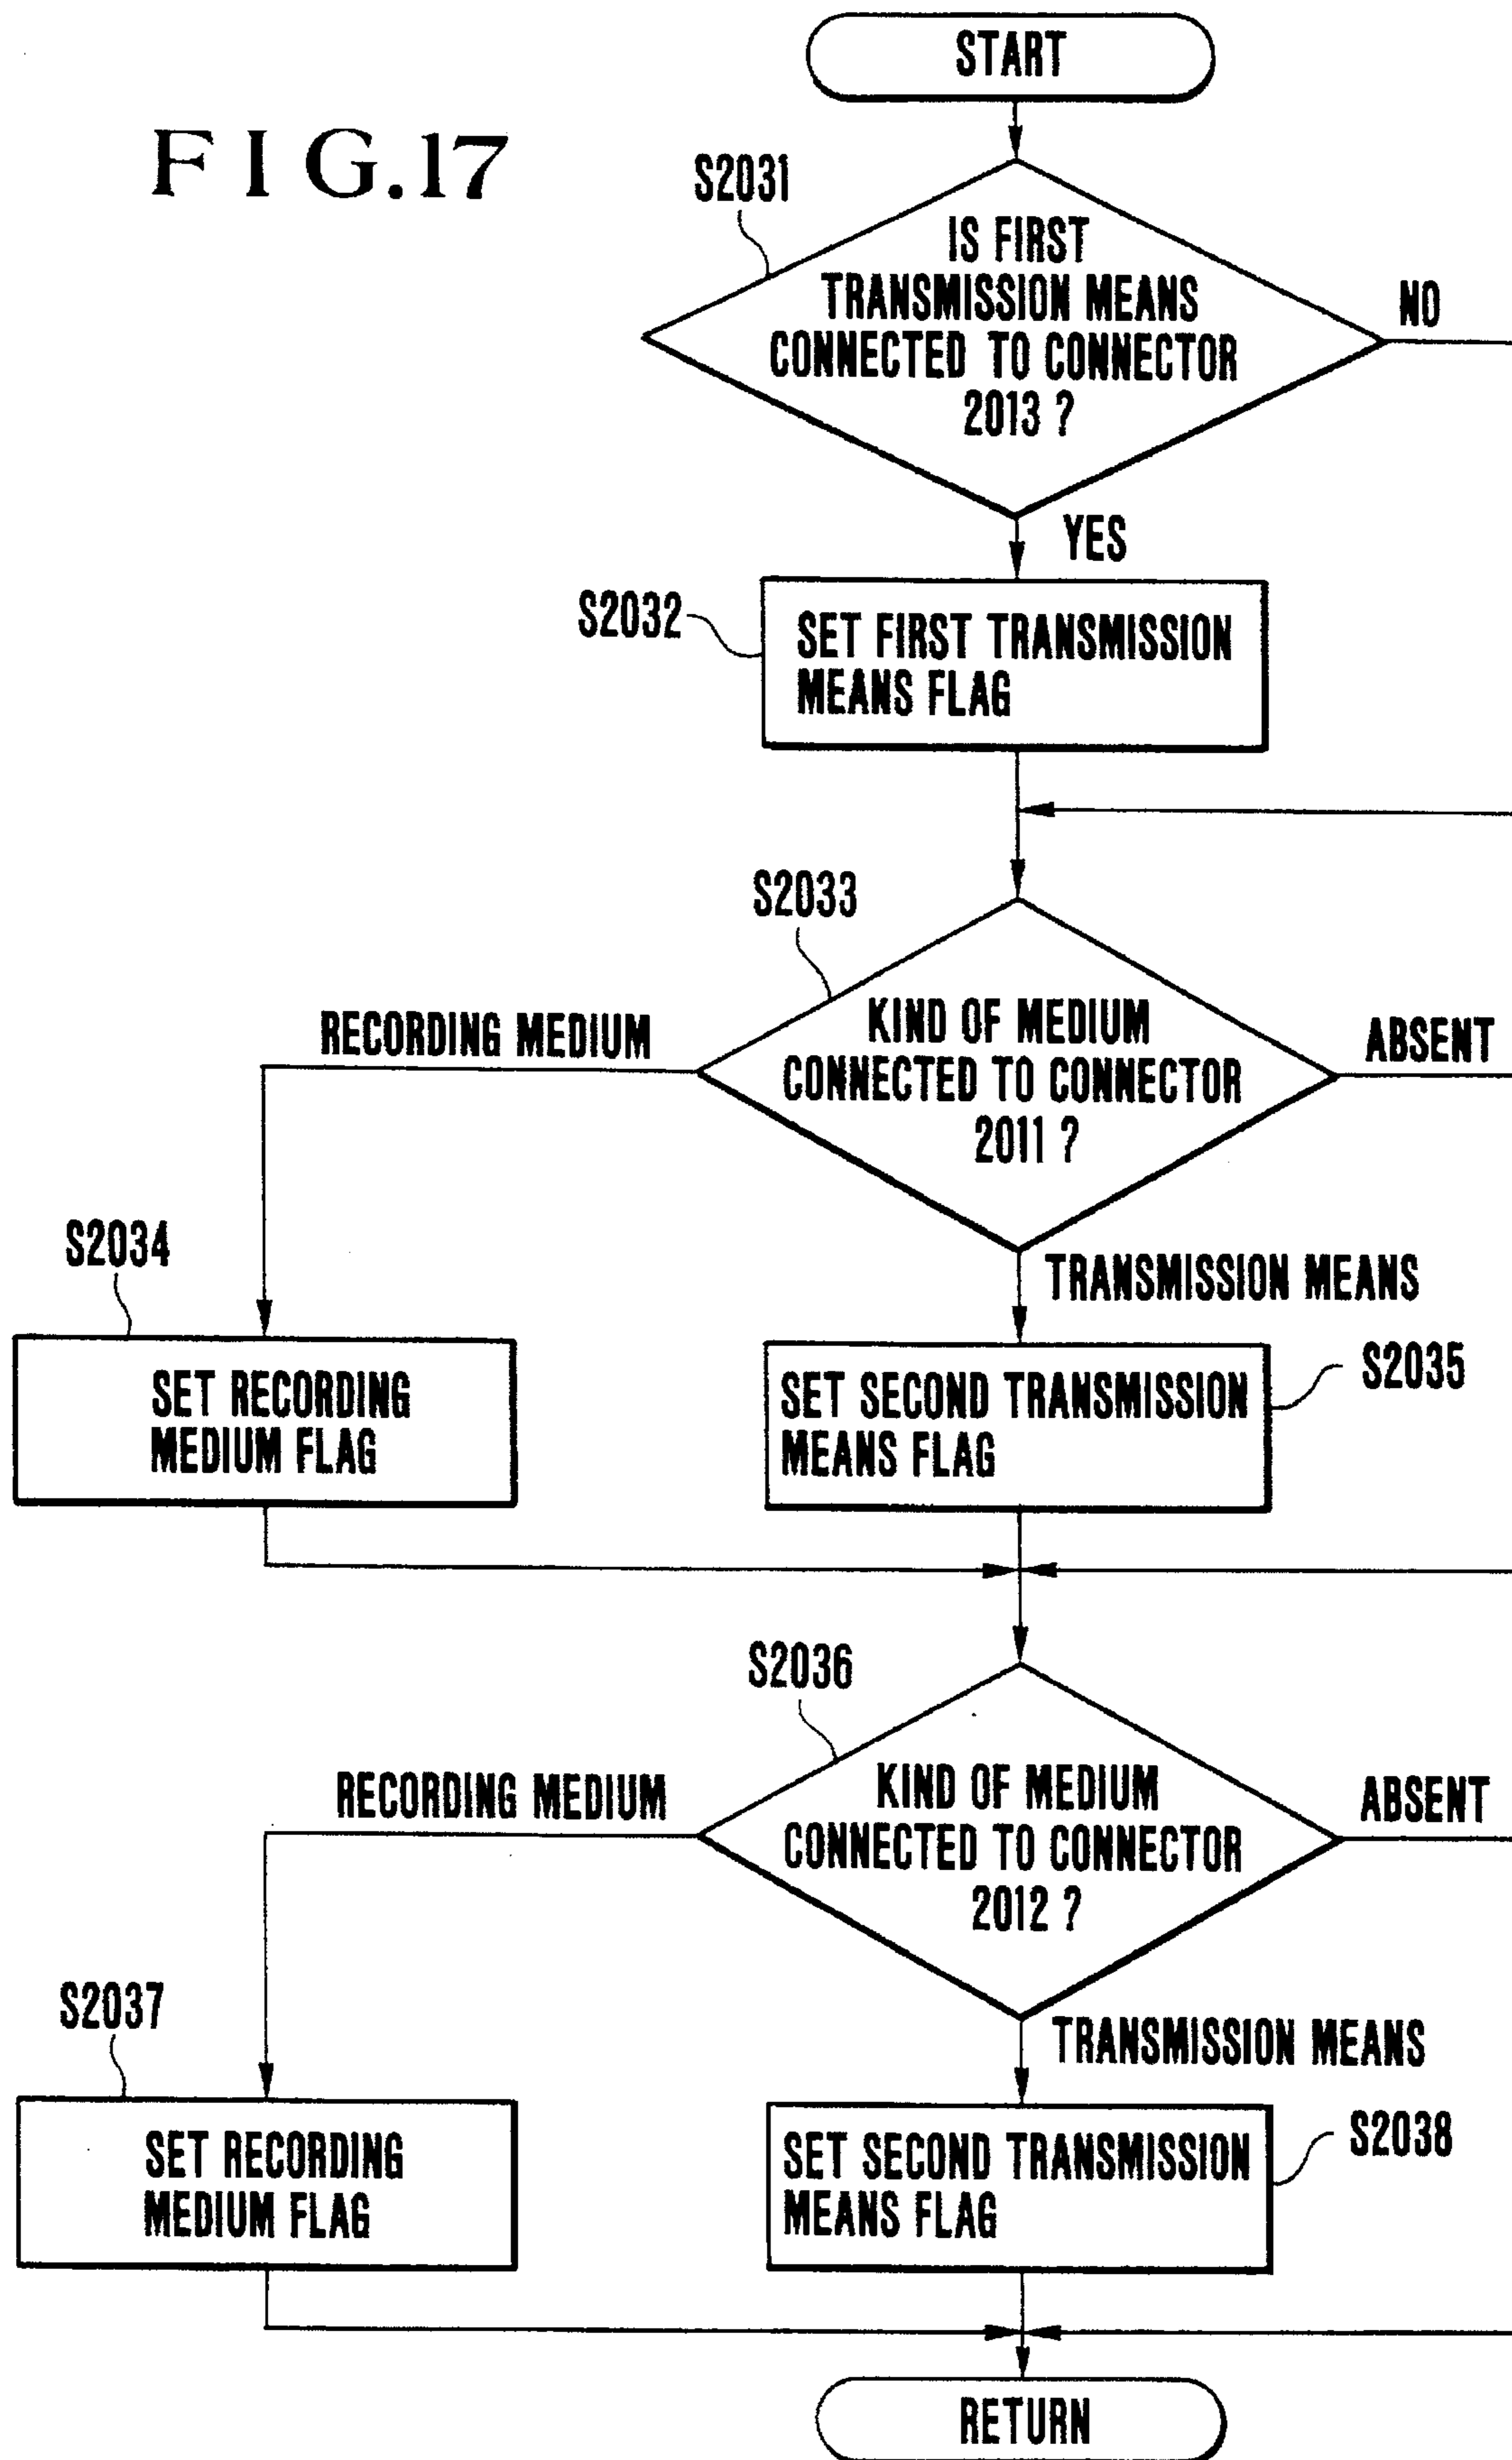 START
FIG.17
S2031
IS FIRST
TRANSMISSION MEANS
CONNECTED TO CONNECTOR
2013 ?
NO
YES
S2032
SET FIRST TRANSMISSION
MEANS FLAG
S2033
KIND OF MEDIUM
CONNECTED TO CONNECTOR
2011 ?
RECORDING MEDIUM
ABSENT
TRANSMISSION MEANS
S2034
SET RECORDING
MEDIUM FLAG
S2035
SET SECOND TRANSMISSION
MEANS FLAG
S2036
KIND OF MEDIUM
CONNECTED TO CONNECTOR
2012 ?
RECORDING MEDIUM
ABSENT
TRANSMISSION MEANS
S2037
SET RECORDING
MEDIUM FLAG
S2038
SET SECOND TRANSMISSION
MEANS FLAG
RETURN